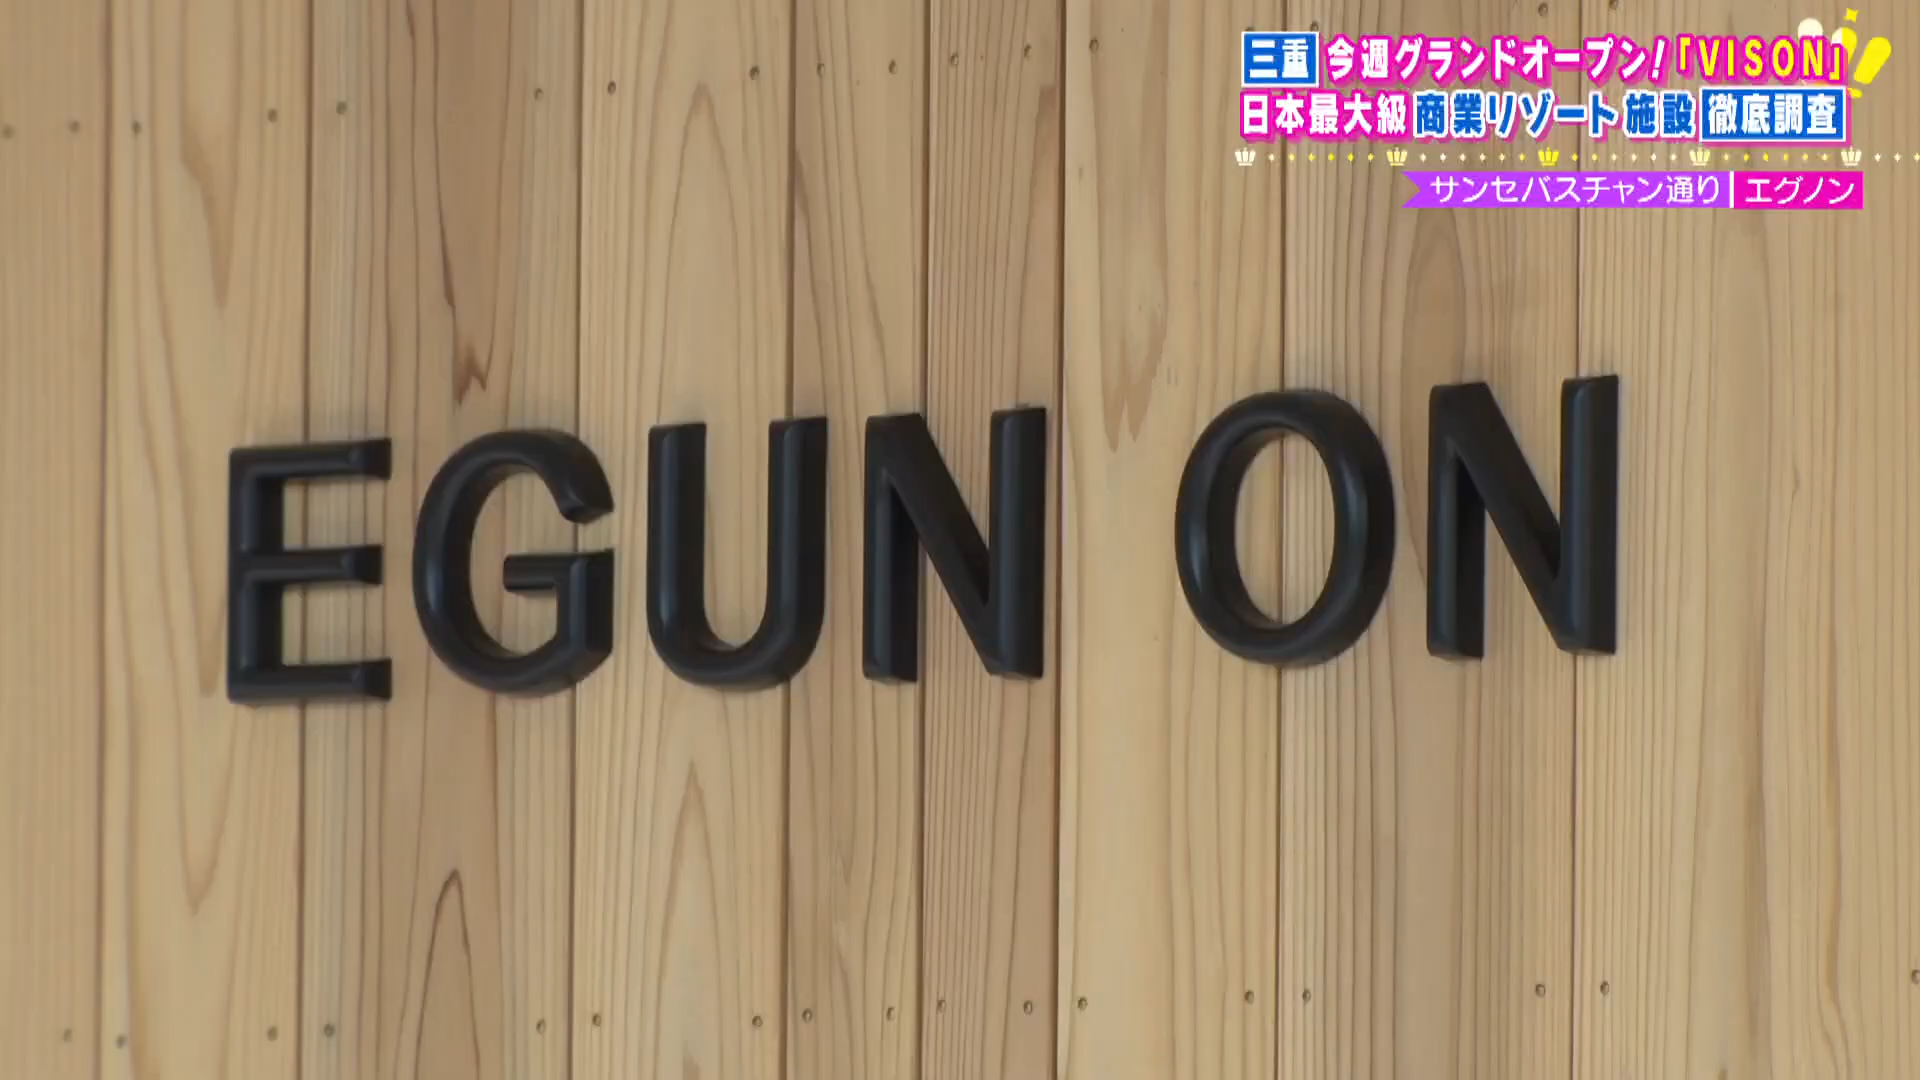 三重 今週グランドオープン!「VISON」
日本最大級 商業リゾート 施設 徹底調査
サンセバスチャン通り エグノン
EGUN ON